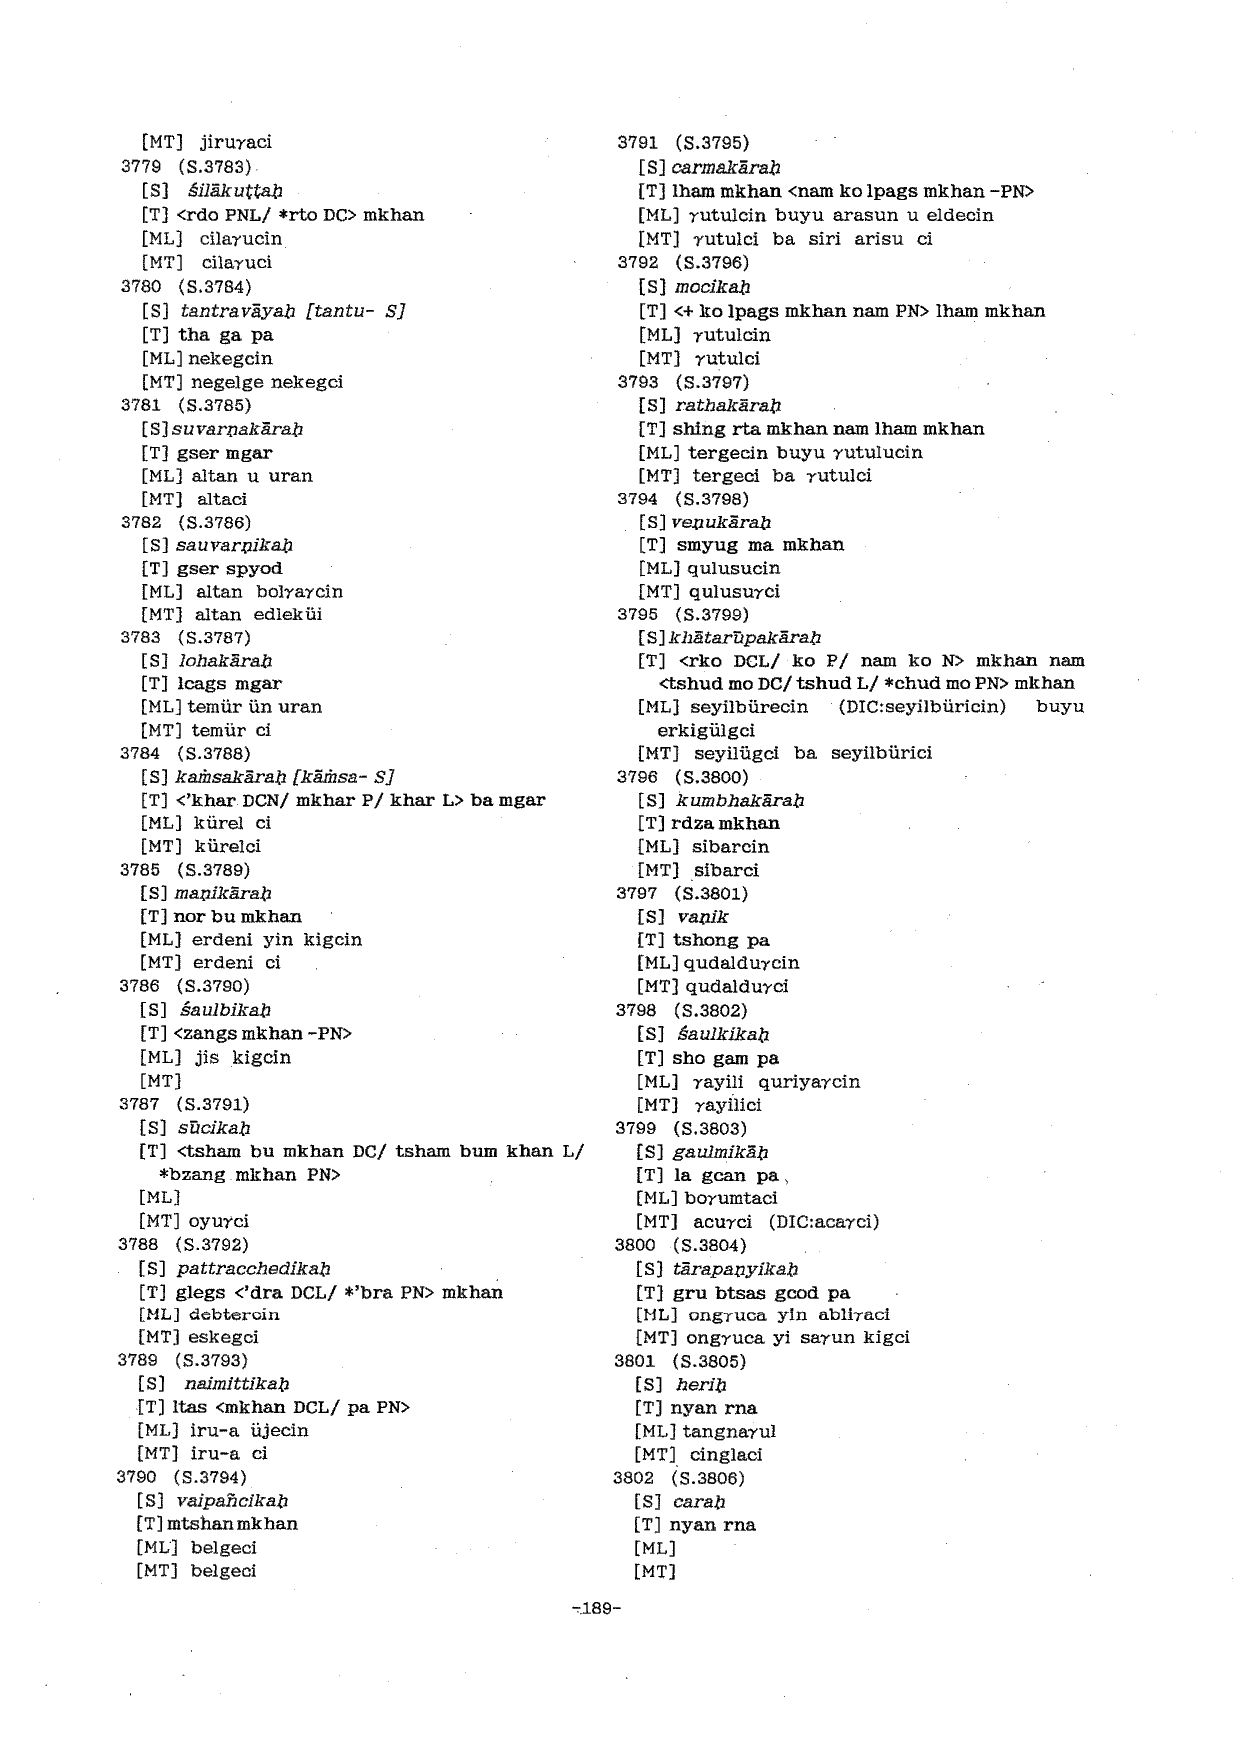 [MT] jiruγaci
3779 (S.3783)
[S] śilākuṭṭaḥ
[T] <rdo PNL/ *rto DC> mkhan
[ML] cilaγucin
[MT] cilaγuci
3780 (S.3784)
[S] tantravāyaḥ [tantu- S]
[T] tha ga pa
[ML] nekegcin
[MT] negelge nekegci
3781 (S.3785)
[S] suvarṇakāraḥ
[T] gser mgar
[ML] altan u uran
[MT] altaci
3782 (S.3786)
[S] sauvarṇikaḥ
[T] gser spyod
[ML] altan bolγaγcin
[MT] altan edleküi
3783 (S.3787)
[S] lohakāraḥ
[T] lcags mgar
[ML] temür ün uran
[MT] temür ci
3784 (S.3788)
[S] kaṁsakāraḥ [kāṁsa- S]
[T] <'khar DCN/ mkhar P/ khar L> ba mgar
[ML] kürel ci
[MT] kürelci
3785 (S.3789)
[S] maṇikāraḥ
[T] nor bu mkhan
[ML] erdeni yin kigcin
[MT] erdeni ci
3786 (S.3790)
[S] śaulbikaḥ
[T] <zangs mkhan -PN>
[ML] jis kigcin
[MT]
3787 (S.3791)
[S] sūcikaḥ
[T] <tsham bu mkhan DC/ tsham bum khan L/
*bzang mkhan PN>
[ML]
[MT] oyuγci
3788 (S.3792)
[S] pattracchedikaḥ
[T] glegs <'dra DCL/ *'bra PN> mkhan
[ML] debtercin
[MT] eskegci
3789 (S.3793)
[S] naimittikaḥ
[T] ltas <mkhan DCL/ pa PN>
[ML] iru-a üjecin
[MT] iru-a ci
3790 (S.3794)
[S] vaipañcikaḥ
[T] mtshan mkhan
[ML] belgeci
[MT] belgeci
3791 (S.3795)
[S] carmakāraḥ
[T] lham mkhan <nam ko lpags mkhan -PN>
[ML] γutulcin buyu arasun u eldecin
[MT] γutulci ba siri arisu ci
3792 (S.3796)
[S] mocikaḥ
[T] <+ ko lpags mkhan nam PN> lham mkhan
[ML] γutulcin
[MT] γutulci
3793 (S.3797)
[S] rathakāraḥ
[T] shing rta mkhan nam lham mkhan
[ML] tergecin buyu γutulucin
[MT] tergeci ba γutulci
3794 (S.3798)
[S] veṇukāraḥ
[T] smyug ma mkhan
[ML] qulusucin
[MT] qulusuγci
3795 (S.3799)
[S] khātarūpakāraḥ
[T] <rko DCL/ ko P/ nam ko N> mkhan nam
<tshud mo DC/ tshud L/ *chud mo PN> mkhan
[ML] seyilbürecin (DIC:seyilbüricin) buyu
erkigülgci
[MT] seyilügci ba seyilbürici
3796 (S.3800)
[S] kumbhakāraḥ
[T] rdza mkhan
[ML] sibarcin
[MT] sibarci
3797 (S.3801)
[S] vaṇik
[T] tshong pa
[ML] qudalduγcin
[MT] qudalduγci
3798 (S.3802)
[S] śaulkikaḥ
[T] sho gam pa
[ML] γayili quriyaγcin
[MT] γayilici
3799 (S.3803)
[S] gaulmikāḥ
[T] la gcan pa
[ML] boγumtaci
[MT] acuγci (DIC:acaγci)
3800 (S.3804)
[S] tārapaṇyikaḥ
[T] gru btsas gcod pa
[ML] ongγuca yin abliγaci
[MT] ongγuca yi saγun kigci
3801 (S.3805)
[S] heriḥ
[T] nyan rna
[ML] tangnaγul
[MT] cinglaci
3802 (S.3806)
[S] caraḥ
[T] nyan rna
[ML]
[MT]
-189-